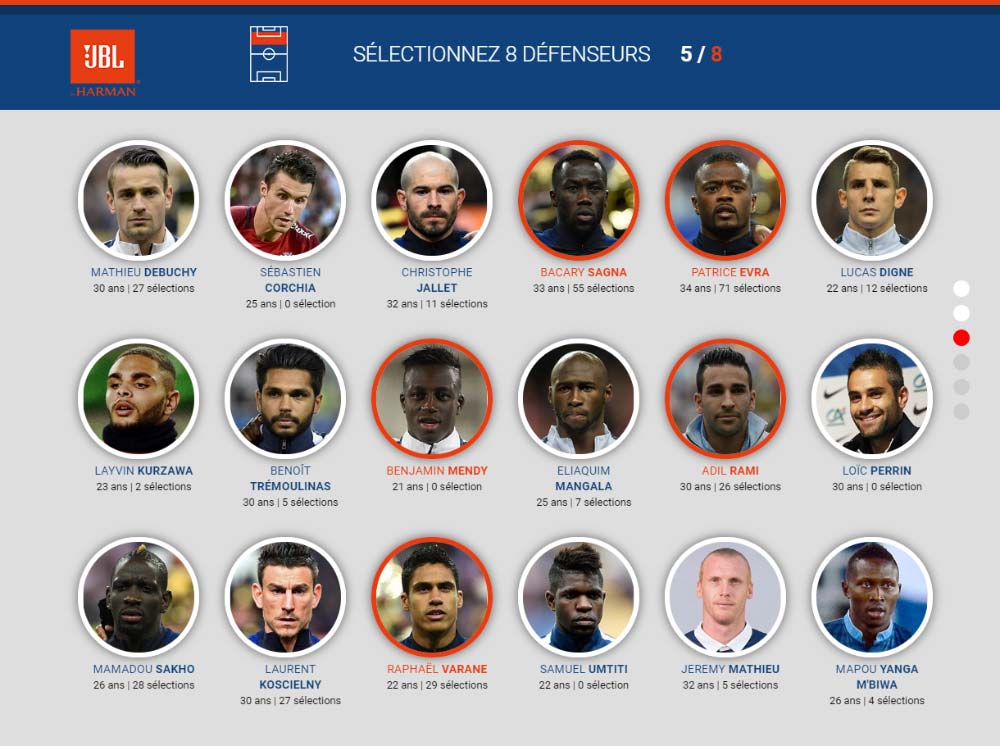 JBL
by HARMAN
SÉLECTIONNEZ 8 DÉFENSEURS 5 / 8
MATHIEU DEBUCHY
30 ans | 27 sélections
SÉBASTIEN
CORCHIA
25 ans | 0 sélection
CHRISTOPHE
JALLET
32 ans | 11 sélections
BACARY SAGNA
33 ans | 55 sélections
PATRICE EVRA
34 ans | 71 sélections
LUCAS DIGNE
22 ans | 12 sélections
LAYVIN KURZAWA
23 ans | 2 sélections
BENOÎT
TRÉMOULINAS
30 ans | 5 sélections
BENJAMIN MENDY
21 ans | 0 sélection
ELIAQUIM
MANGALA
25 ans | 7 sélections
ADIL RAMI
30 ans | 26 sélections
LOÏC PERRIN
30 ans | 0 sélection
MAMADOU SAKHO
26 ans | 28 sélections
LAURENT
KOSCIELNY
30 ans | 27 sélections
RAPHAËL VARANE
22 ans | 29 sélections
SAMUEL UMTITI
22 ans | 0 sélection
JEREMY MATHIEU
32 ans | 5 sélections
MAPOU YANGA
M'BIWA
26 ans | 4 sélections